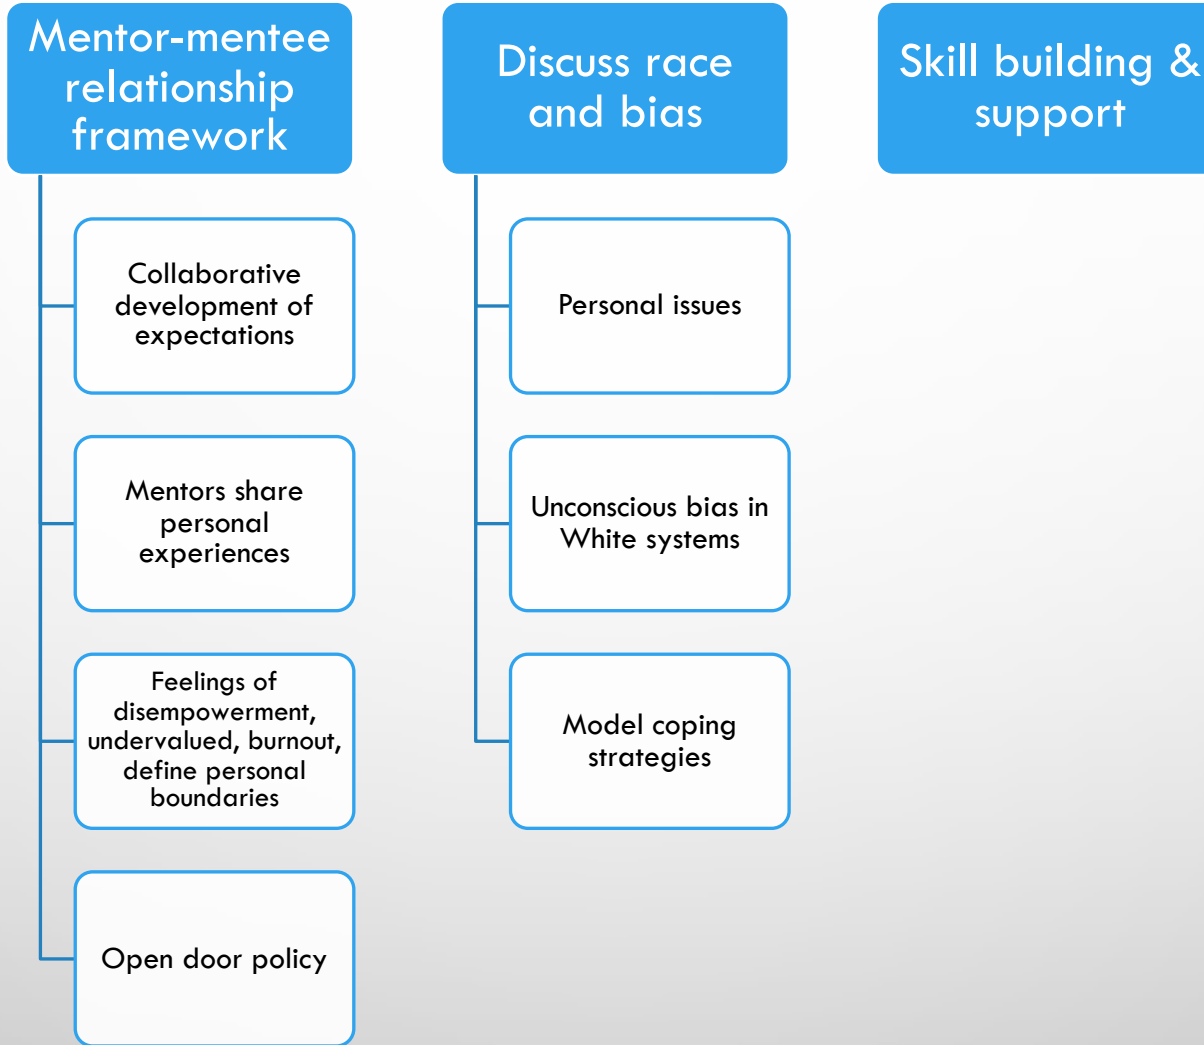 Mentor-mentee
relationship
framework
Collaborative
development of
expectations
Mentors share
personal
experiences
Feelings of
disempowerment,
undervalued, burnout,
define personal
boundaries
Open door policy
Discuss race
and bias
Personal issues
Unconscious bias in
White systems
Model coping
strategies
Skill building &
support